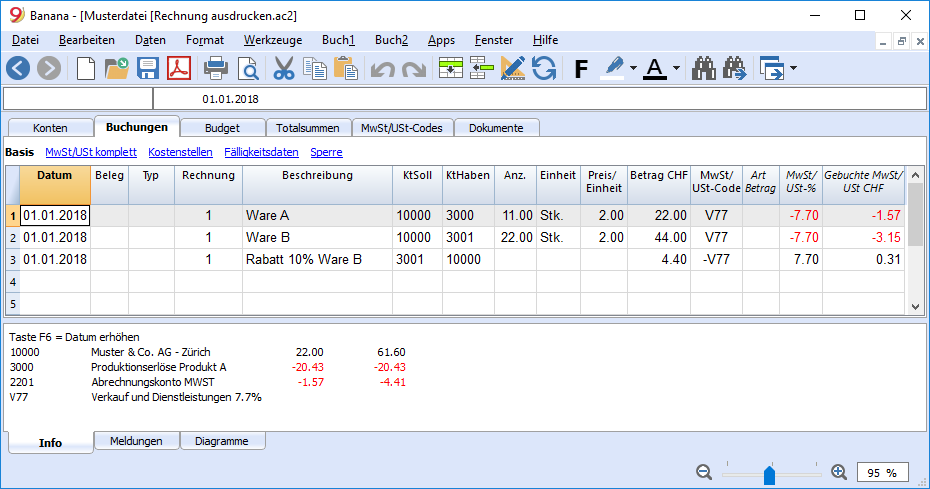 Banana - [Musterdatei [Rechnung ausdrucken.ac2]
Datei Bearbeiten Daten Format Werkzeuge Buch1 Buch2 Apps Fenster Hilfe
F A
01.01.2018
Konten Buchungen Budget Totalsummen MwSt/USt-Codes Dokumente
Basis MwSt/USt komplett Kostenstellen Fälligkeitsdaten Sperre
Datum Beleg Typ Rechnung Beschreibung KtSoll KtHaben Anz. Einheit Preis/ Einheit Betrag CHF MwSt/ USt-Code Art Betrag MwSt/ USt-% Gebuchte MwSt/ USt CHF
1 01.01.2018 1 Ware A 10000 3000 11.00 Stk. 2.00 22.00 V77 -7.70 -1.57
2 01.01.2018 1 Ware B 10000 3001 22.00 Stk. 2.00 44.00 V77 -7.70 -3.15
3 01.01.2018 1 Rabatt 10% Ware B 3001 10000 4.40 -V77 7.70 0.31
4
5
Taste F6 = Datum erhöhen
10000 Muster & Co. AG - Zürich 22.00 61.60
3000 Produktionserlöse Produkt A -20.43 -20.43
2201 Abrechnungskonto MWST -1.57 -4.41
V77 Verkauf und Dienstleistungen 7.7%
Info Meldungen Diagramme
95 %